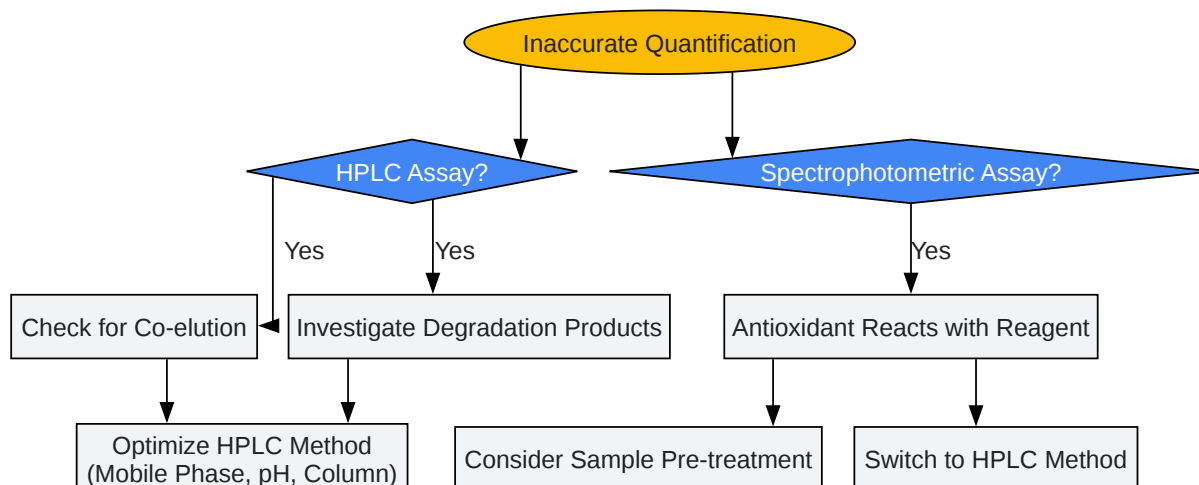 Inaccurate Quantification
HPLC Assay?
Spectrophotometric Assay?
Yes
Yes
Yes
Check for Co-elution
Investigate Degradation Products
Antioxidant Reacts with Reagent
Optimize HPLC Method
(Mobile Phase, pH, Column)
Consider Sample Pre-treatment
Switch to HPLC Method